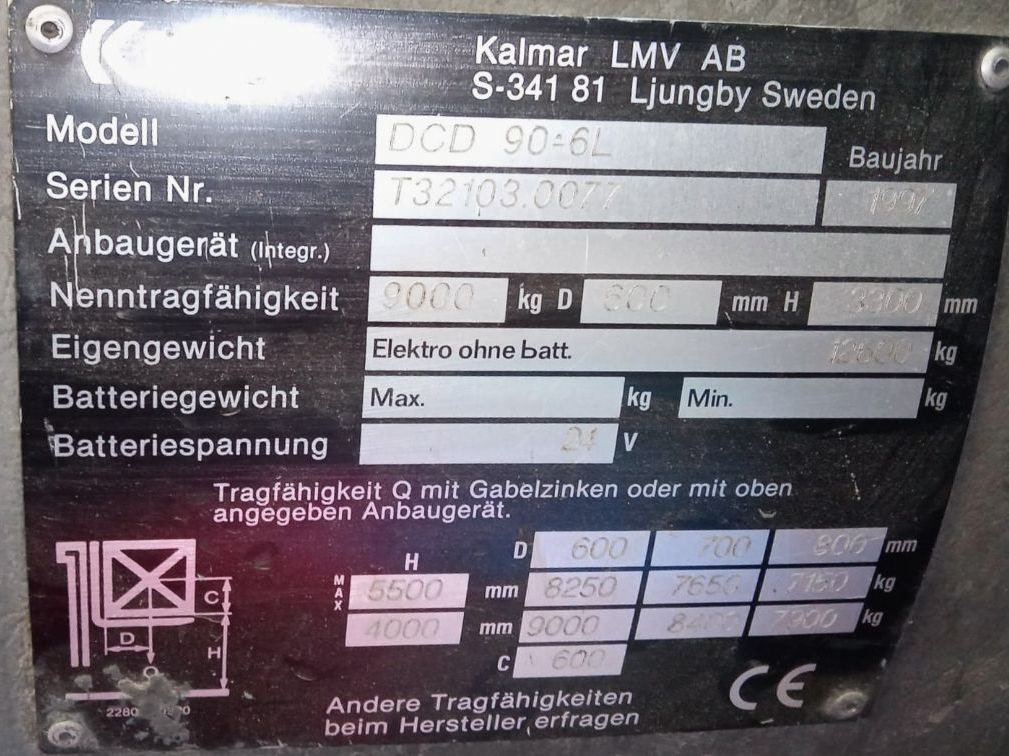 Kalmar LMV AB
S-341 81 Ljungby Sweden
Modell DCD 90-6L Baujahr
Serien Nr. T32103.0077 1997
Anbaugerät (Integr.)
Nenntragfähigkeit 9000 kg D 600 mm H 3300 mm
Eigengewicht Elektro ohne batt. 12600 kg
Batteriegewicht Max. kg Min. kg
Batteriespannung 24 V
Tragfähigkeit Q mit Gabelzinken oder mit oben
angegeben Anbaugerät.
H D 600 700 800 mm
MAX 5500 mm 8250 7650 7150 kg
4000 mm 9000 7900 kg
C 600
C
D
H
Q
2280
Andere Tragfähigkeiten
beim Hersteller erfragen
CE